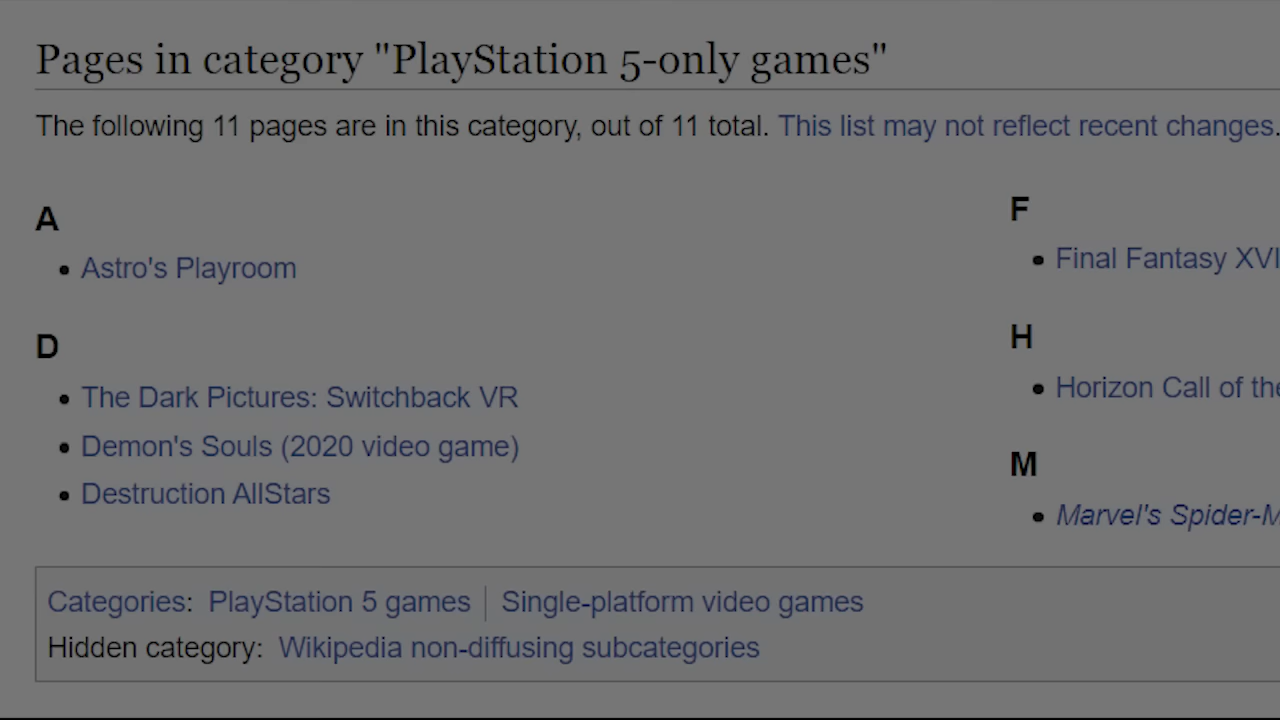 Pages in category "PlayStation 5-only games"
The following 11 pages are in this category, out of 11 total. This list may not reflect recent changes.
A
• Astro's Playroom
D
• The Dark Pictures: Switchback VR
• Demon's Souls (2020 video game)
• Destruction AllStars
F
• Final Fantasy XVI
H
• Horizon Call of the
M
• Marvel's Spider-M
Categories: PlayStation 5 games | Single-platform video games
Hidden category: Wikipedia non-diffusing subcategories